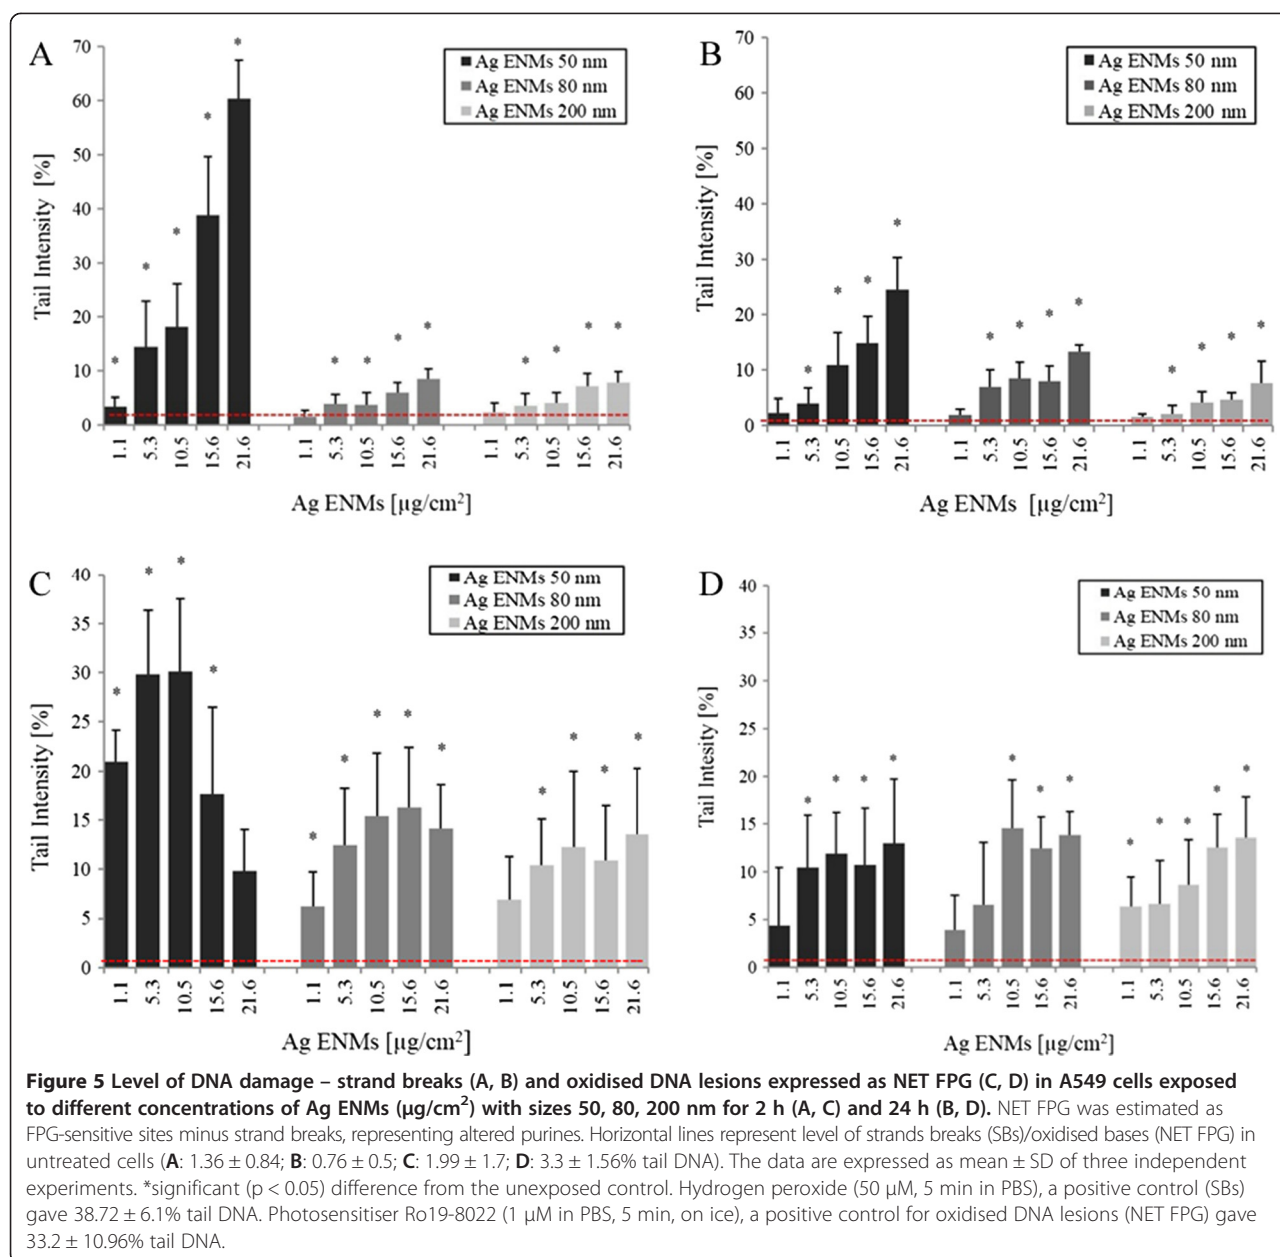 A
70
60
50
40
30
20
10
0
Tail Intensity [%]
Ag ENMs 50 nm
Ag ENMs 80 nm
Ag ENMs 200 nm
* * * * * * * * * * * * *
1.1 5.3 10.5 15.6 21.6 1.1 5.3 10.5 15.6 21.6 1.1 5.3 10.5 15.6 21.6
Ag ENMs [µg/cm²]
B
70
60
50
40
30
20
10
0
Tail Intensity [%]
Ag ENMs 50 nm
Ag ENMs 80 nm
Ag ENMs 200 nm
* * * * * * * * * * * *
1.1 5.3 10.5 15.6 21.6 1.1 5.3 10.5 15.6 21.6 1.1 5.3 10.5 15.6 21.6
Ag ENMs [µg/cm²]
C
40
35
30
25
20
15
10
5
0
Tail Intensity [%]
Ag ENMs 50 nm
Ag ENMs 80 nm
Ag ENMs 200 nm
* * * * * * * * * * * * *
1.1 5.3 10.5 15.6 21.6 1.1 5.3 10.5 15.6 21.6 1.1 5.3 10.5 15.6 21.6
Ag ENMs [µg/cm²]
D
40
35
30
25
20
15
10
5
0
Tail Intesity [%]
Ag ENMs 50 nm
Ag ENMs 80 nm
Ag ENMs 200 nm
* * * * * * * * * * * *
1.1 5.3 10.5 15.6 21.6 1.1 5.3 10.5 15.6 21.6 1.1 5.3 10.5 15.6 21.6
Ag ENMs [µg/cm²]
Figure 5 Level of DNA damage – strand breaks (A, B) and oxidised DNA lesions expressed as NET FPG (C, D) in A549 cells exposed
to different concentrations of Ag ENMs (µg/cm²) with sizes 50, 80, 200 nm for 2 h (A, C) and 24 h (B, D). NET FPG was estimated as
FPG-sensitive sites minus strand breaks, representing altered purines. Horizontal lines represent level of strands breaks (SBs)/oxidised bases (NET FPG) in
untreated cells (A: 1.36 ± 0.84; B: 0.76 ± 0.5; C: 1.99 ± 1.7; D: 3.3 ± 1.56% tail DNA). The data are expressed as mean ± SD of three independent
experiments. *significant (p < 0.05) difference from the unexposed control. Hydrogen peroxide (50 µM, 5 min in PBS), a positive control (SBs)
gave 38.72 ± 6.1% tail DNA. Photosensitiser Ro19-8022 (1 µM in PBS, 5 min, on ice), a positive control for oxidised DNA lesions (NET FPG) gave
33.2 ± 10.96% tail DNA.